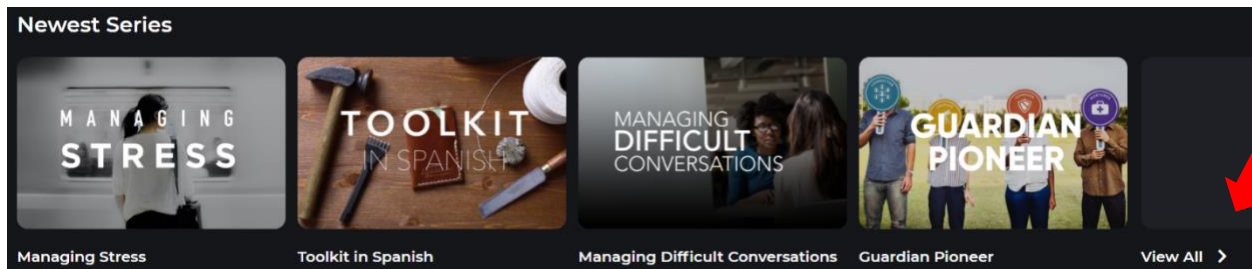 Newest Series
MANAGING
STRESS
TOOLKIT
IN SPANISH
MANAGING
DIFFICULT
CONVERSATIONS
GUARDIAN
PIONEER
Managing Stress
Toolkit in Spanish
Managing Difficult Conversations
Guardian Pioneer
View All >